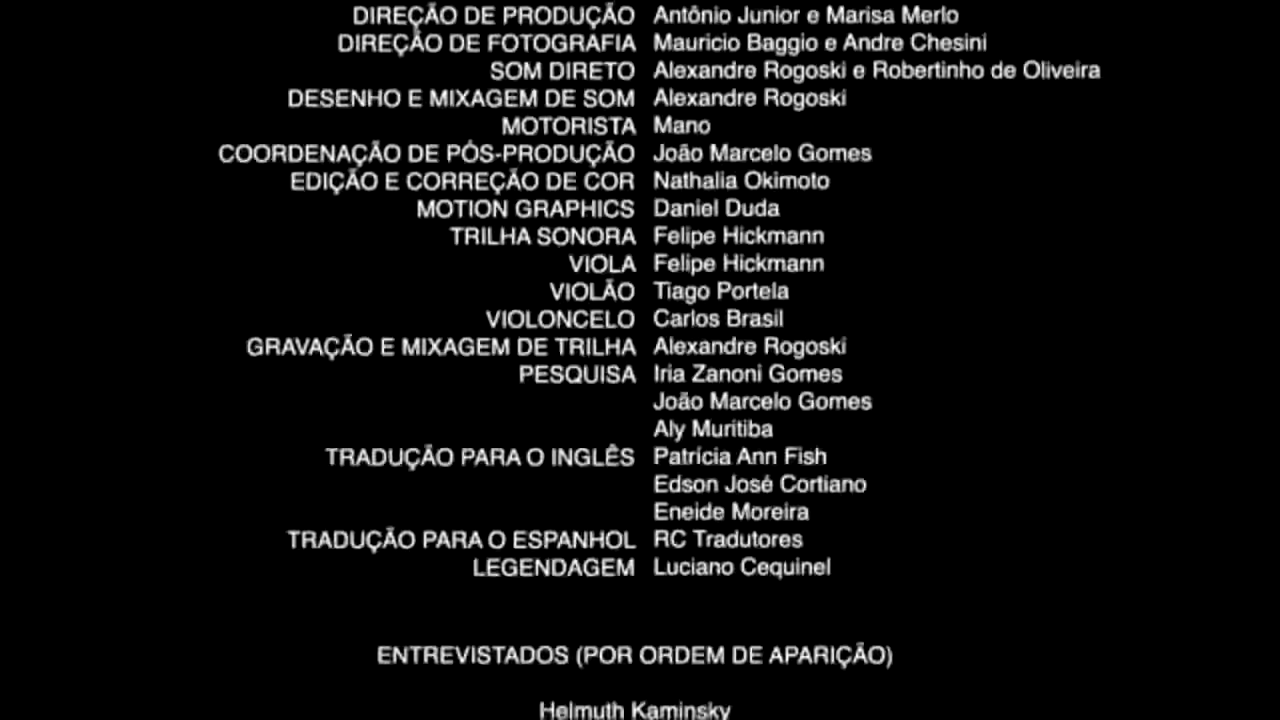 DIREÇÃO DE PRODUÇÃO Antônio Junior e Marisa Merlo
DIREÇÃO DE FOTOGRAFIA Mauricio Baggio e Andre Chesini
SOM DIRETO Alexandre Rogoski e Robertinho de Oliveira
DESENHO E MIXAGEM DE SOM Alexandre Rogoski
MOTORISTA Mano
COORDENAÇÃO DE PÓS-PRODUÇÃO João Marcelo Gomes
EDIÇÃO E CORREÇÃO DE COR Nathalia Okimoto
MOTION GRAPHICS Daniel Duda
TRILHA SONORA Felipe Hickmann
VIOLA Felipe Hickmann
VIOLÃO Tiago Portela
VIOLONCELO Carlos Brasil
GRAVAÇÃO E MIXAGEM DE TRILHA Alexandre Rogoski
PESQUISA Iria Zanoni Gomes
João Marcelo Gomes
Aly Muritiba
TRADUÇÃO PARA O INGLÊS Patrícia Ann Fish
Edson José Cortiano
Eneide Moreira
TRADUÇÃO PARA O ESPANHOL RC Tradutores
LEGENDAGEM Luciano Cequinel
ENTREVISTADOS (POR ORDEM DE APARIÇÃO)
Helmuth Kaminsky